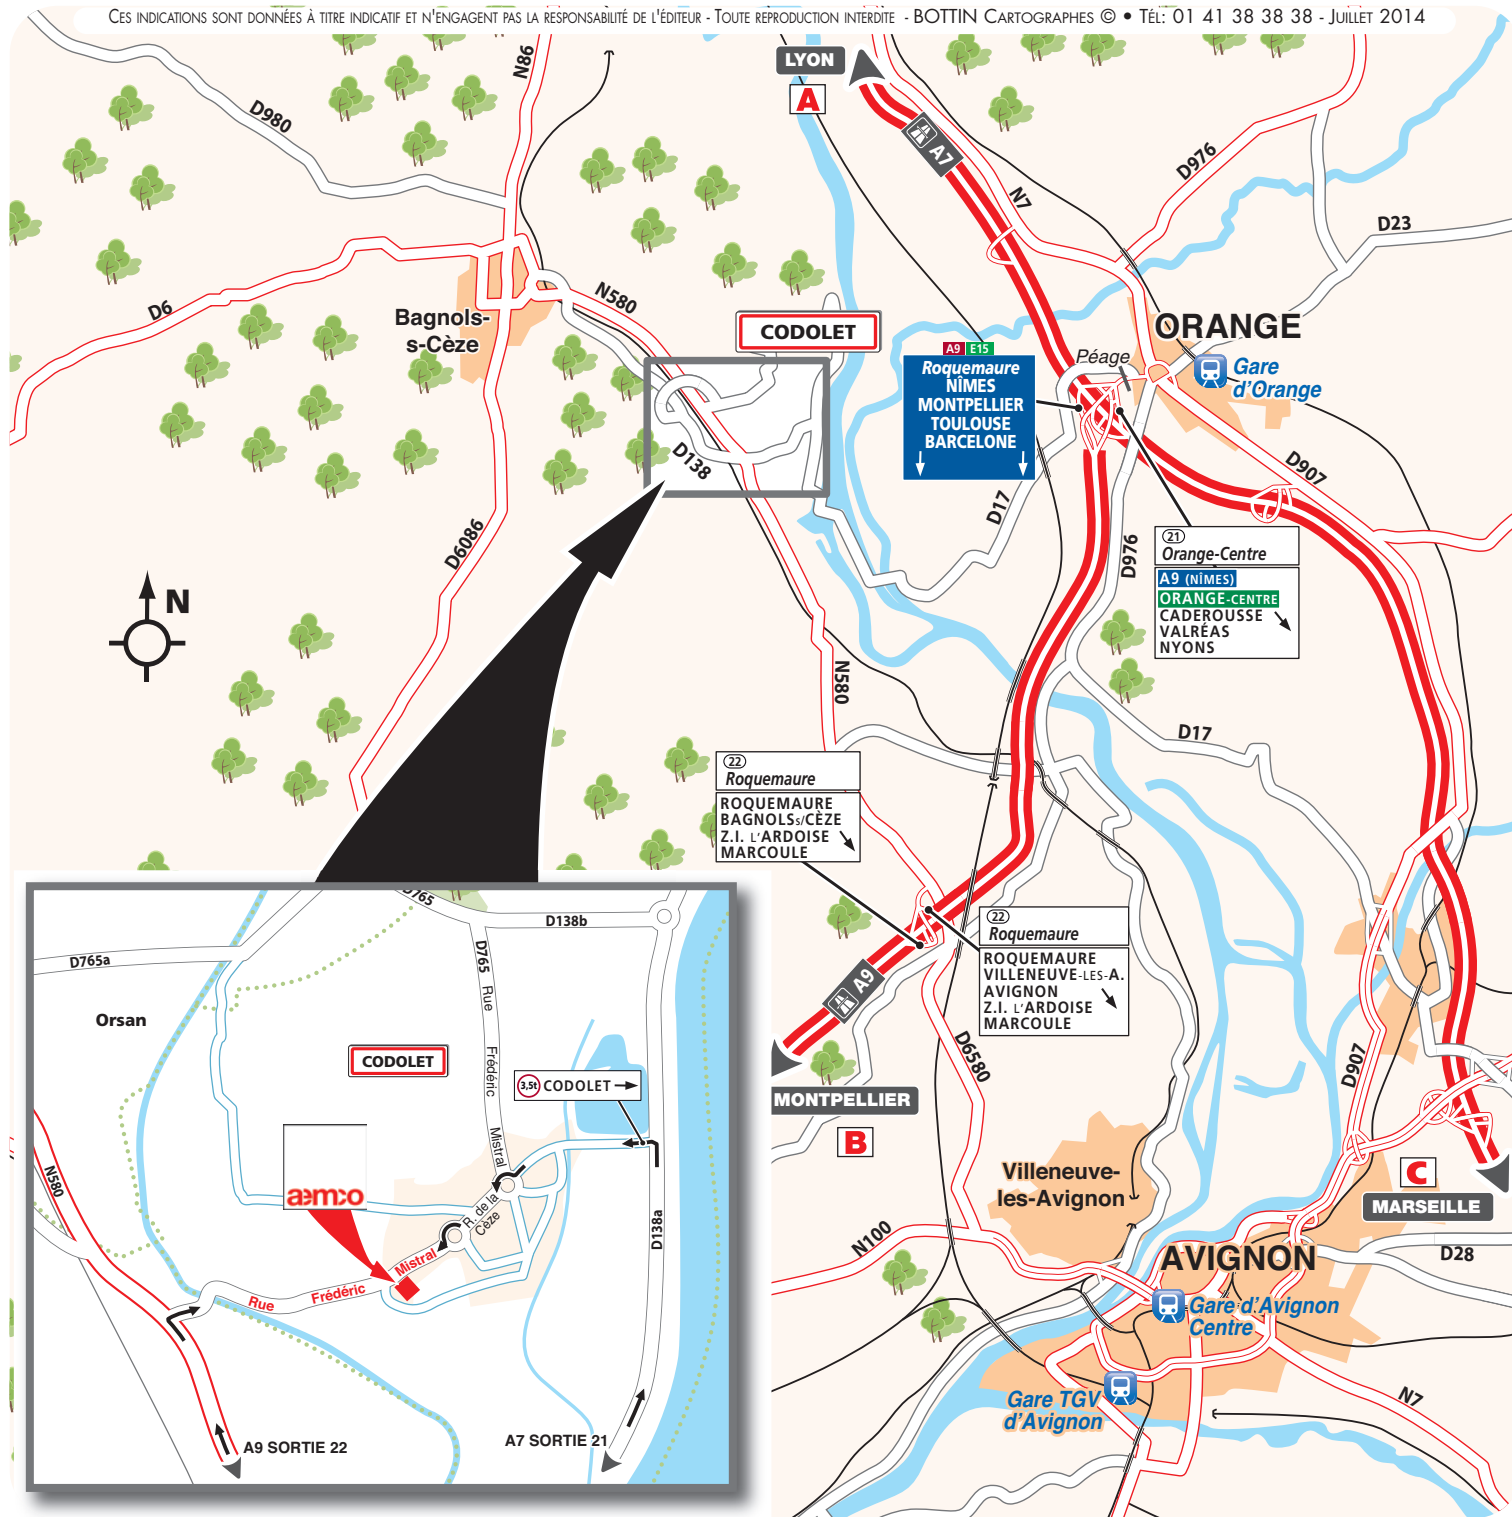 Ces indications sont données à titre indicatif et n'engagent pas la responsabilité de l'éditeur - Toute reproduction interdite - BOTTIN Cartographes © • Tél: 01 41 38 38 38 - Juillet 2014
LYON
A
N86
D980
A7
N7
D976
D23
D6
N580
Bagnols-
s-Cèze
CODOLET
A9 E15
Roquemaure
NÎMES
MONTPELLIER
TOULOUSE
BARCELONE
Péage
ORANGE
Gare
d'Orange
D138
D17
D907
D6086
D976
21
Orange-Centre
A9 (NÎMES)
ORANGE-CENTRE
CADEROUSSE
VALRÉAS
NYONS
N
N580
D17
22
Roquemaure
ROQUEMAURE
BAGNOLSs/CÈZE
Z.I. L'ARDOISE
MARCOULE
22
Roquemaure
ROQUEMAURE
VILLENEUVE-LES-A.
AVIGNON
Z.I. L'ARDOISE
MARCOULE
A9
D6580
D907
MONTPELLIER
B
Villeneuve-
les-Avignon
C
MARSEILLE
N100
AVIGNON
D28
Gare d'Avignon
Centre
Gare TGV
d'Avignon
N7
D765
D138b
D765a
D765 Rue Frédéric Mistral
Orsan
CODOLET
3,5t CODOLET
N580
aemco
R. de la
Cèze
D138a
Rue Frédéric Mistral
A9 SORTIE 22
A7 SORTIE 21